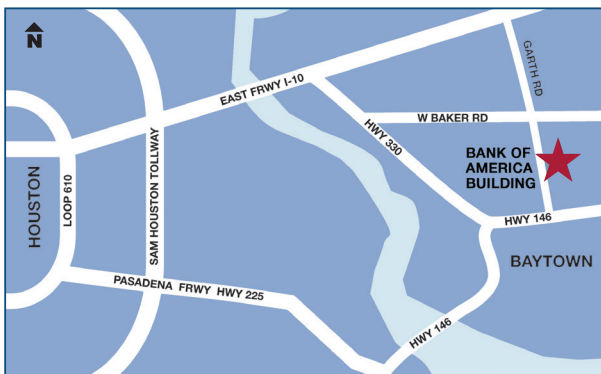 N
GARTH RD
EAST FRWY I-10
W BAKER RD
HWY 330
BANK OF
AMERICA
BUILDING
HOUSTON
LOOP 610
SAM HOUSTON TOLLWAY
HWY 146
BAYTOWN
PASADENA FRWY HWY 225
HWY 146